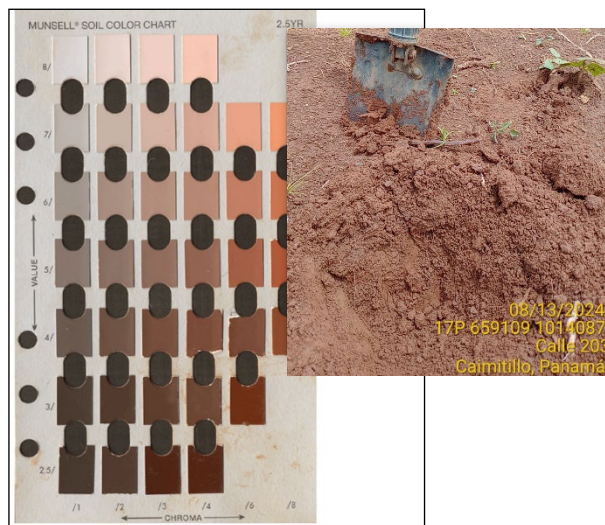 MUNSELL® SOIL COLOR CHART 2.5YR
8/
7/
6/
5/
4/
3/
2.5/
VALUE
/1 /2 /3 /4 /6 /8
CHROMA
08/13/2024
17P 659109 1014087
Calle 203
Caimitillo, Panamá